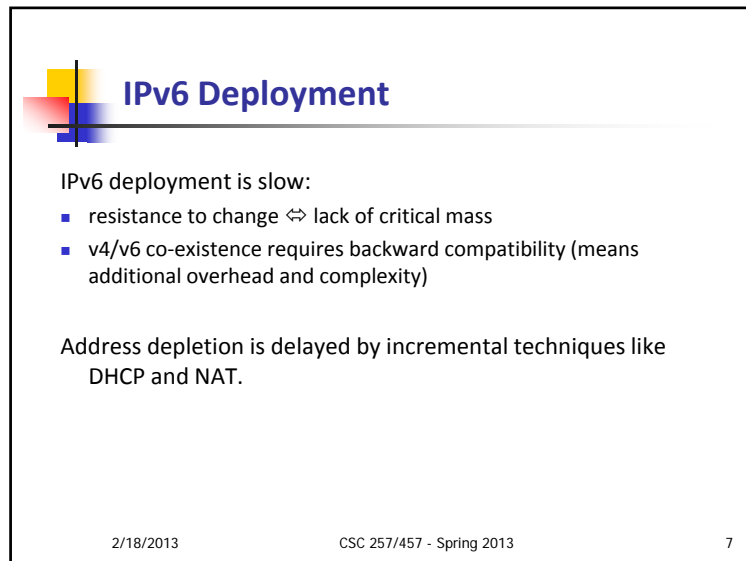 IPv6 Deployment
IPv6 deployment is slow:
resistance to change ⇔ lack of critical mass
v4/v6 co-existence requires backward compatibility (means
additional overhead and complexity)
Address depletion is delayed by incremental techniques like
DHCP and NAT.
2/18/2013 CSC 257/457 - Spring 2013 7